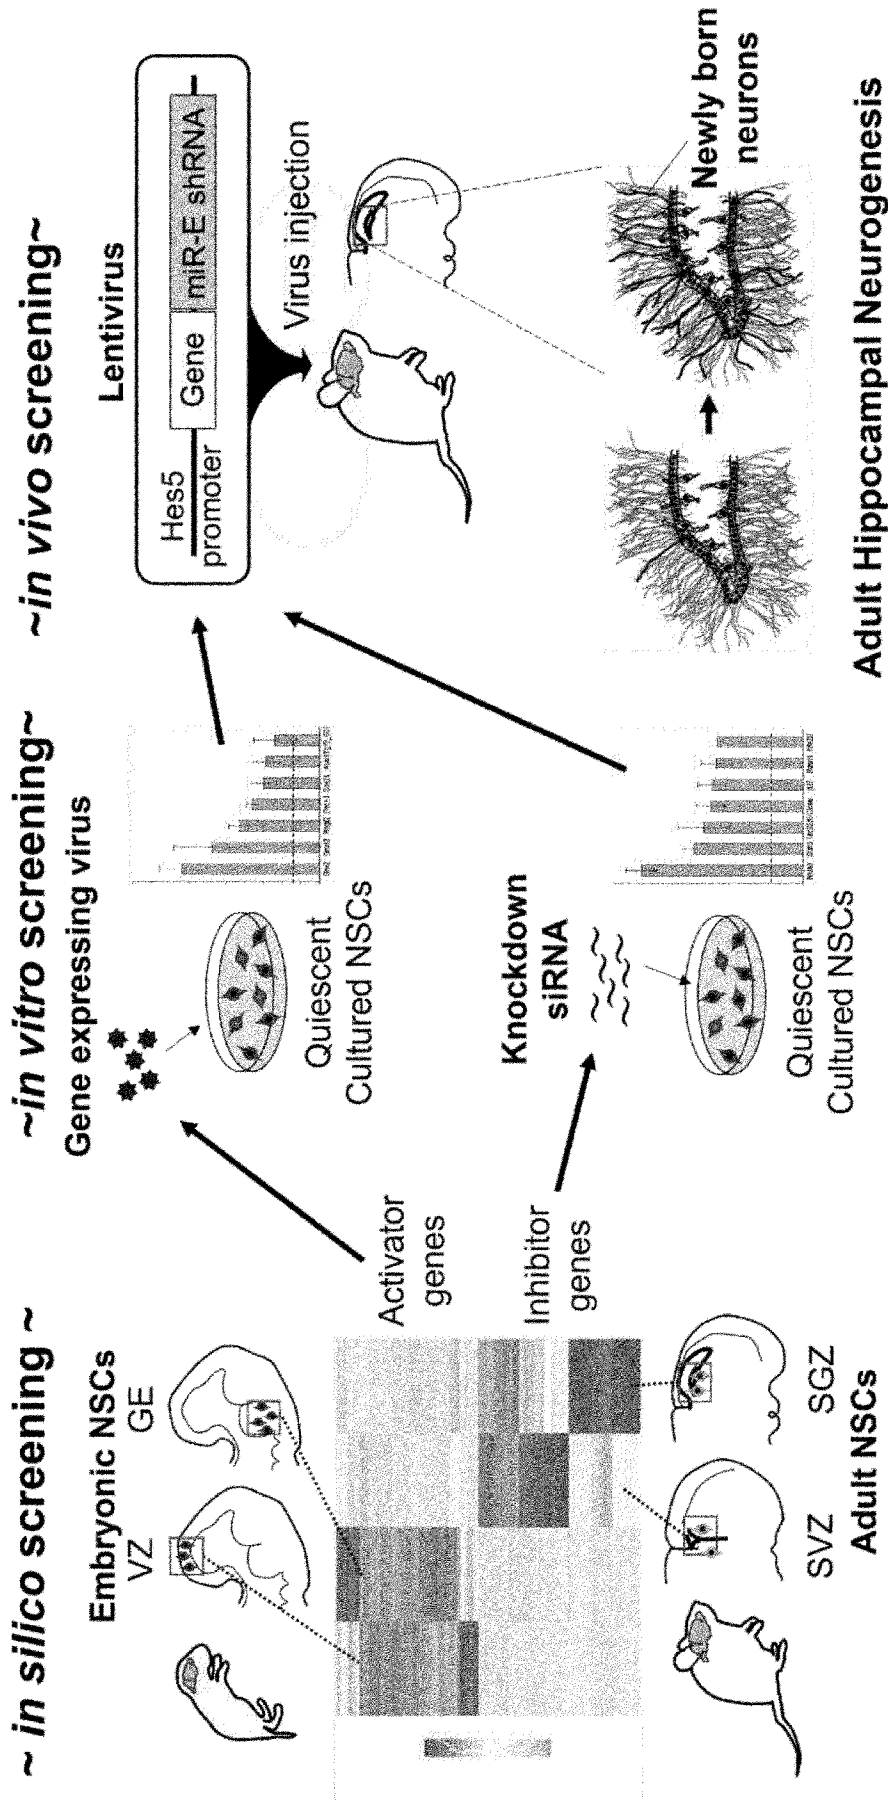 ~ in silico screening ~
Embryonic NSCs
VZ
GE
Activator
genes
Inhibitor
genes
SVZ
SGZ
Adult NSCs
~in vitro screening~
Gene expressing virus
Quiescent
Cultured NSCs
Knockdown
siRNA
Quiescent
Cultured NSCs
~in vivo screening~
Lentivirus
Hes5
promoter
Gene
miR-E shRNA
Virus injection
Newly born
neurons
Adult Hippocampal Neurogenesis